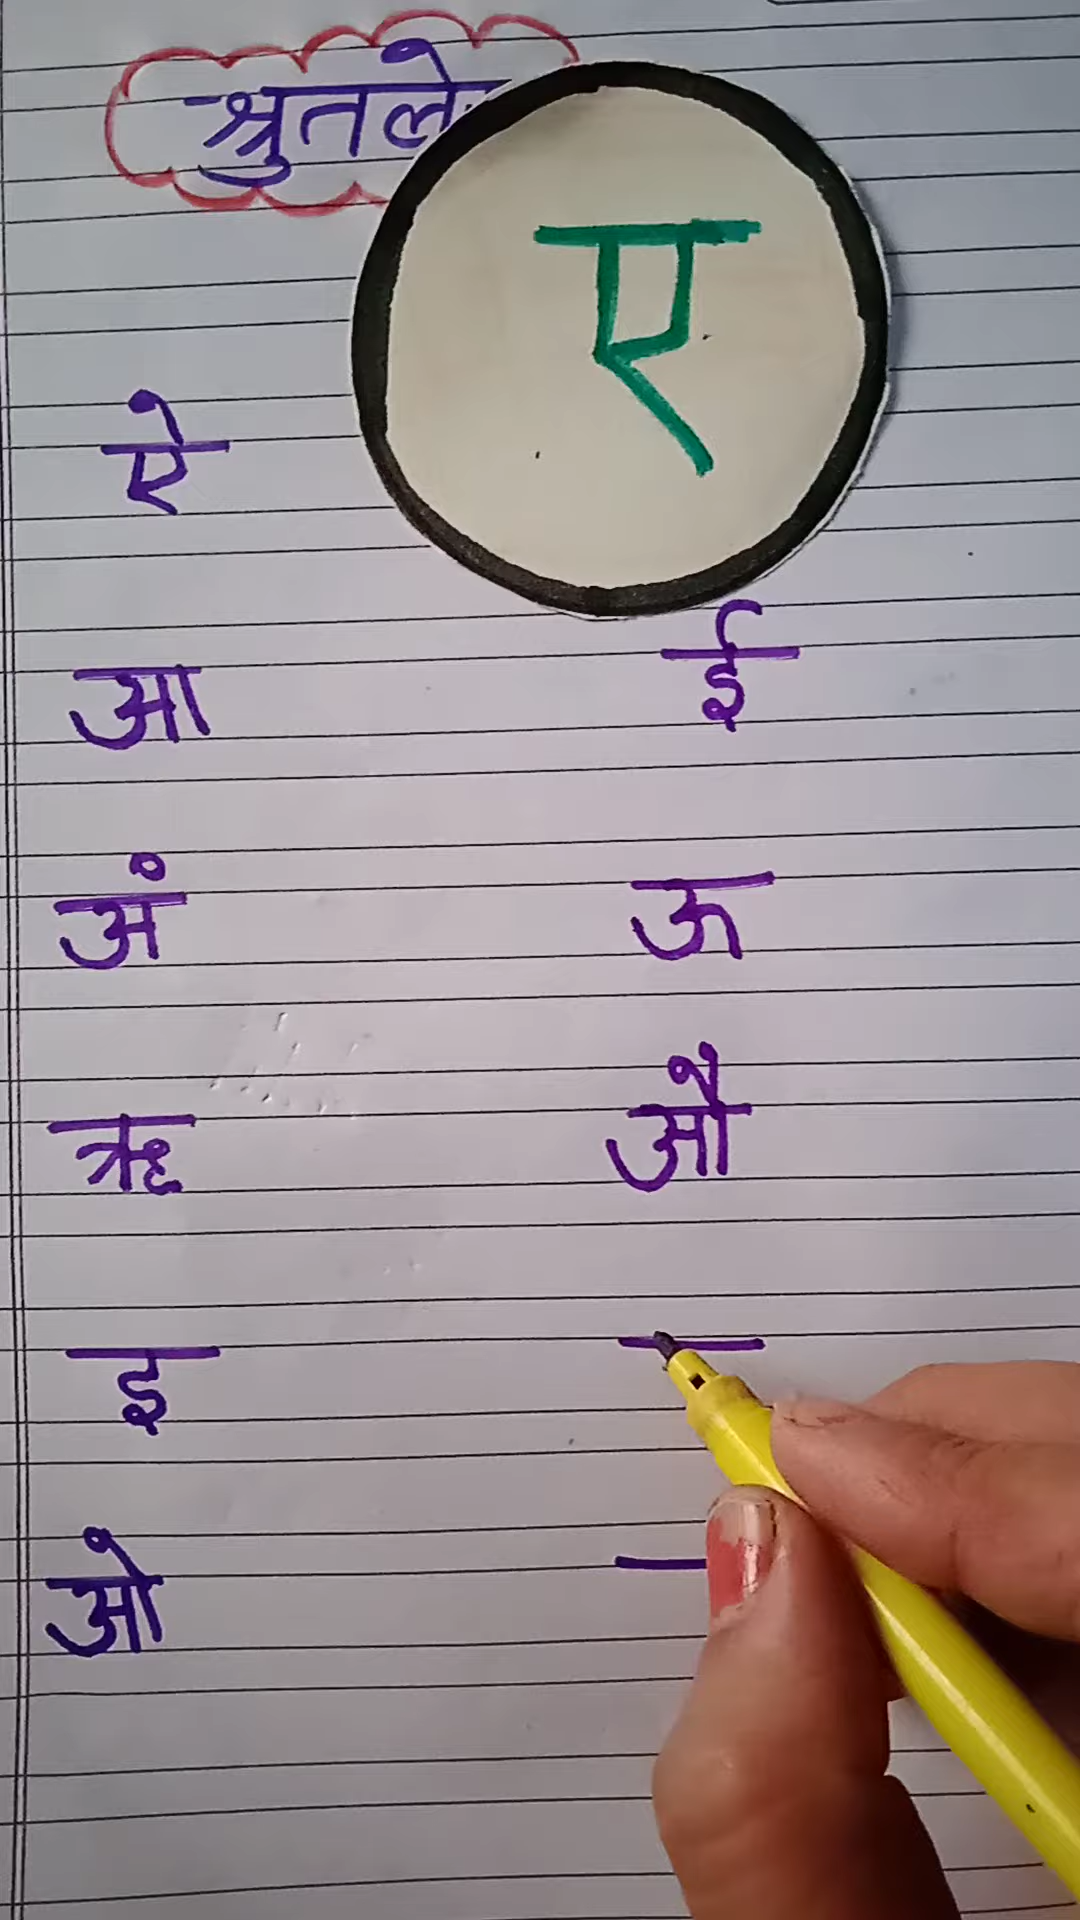 श्रुतले
ए
ऐ
आ ई
अं ऊ
ऋ औ
इ
ओ